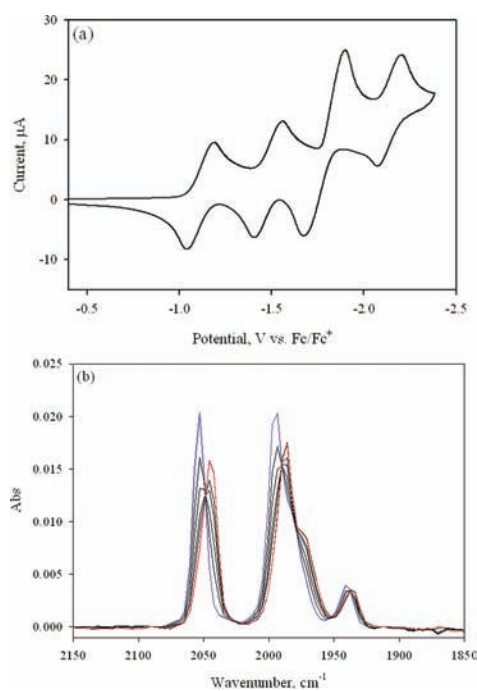 (a)
30
20
10
0
-10
Current, μA
-0.5 -1.0 -1.5 -2.0 -2.5
Potential, V vs. Fc/Fc⁺
(b)
0.025
0.020
0.015
0.010
0.005
0.000
Abs
2150 2100 2050 2000 1950 1900 1850
Wavenumber, cm⁻¹